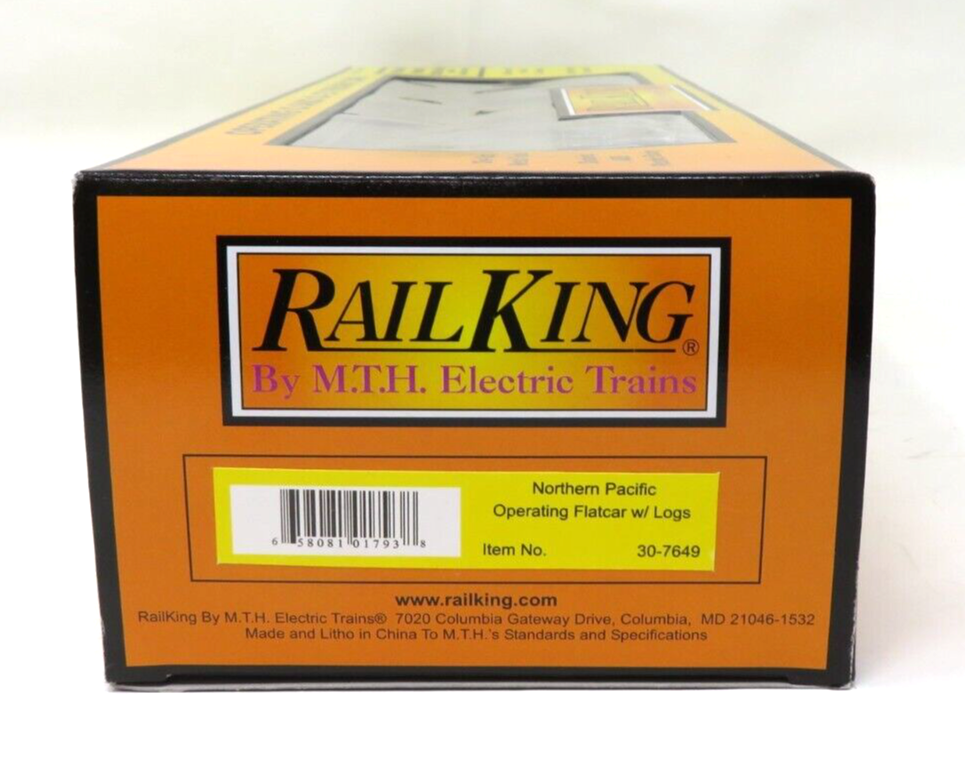 RAILKING®
By M.T.H. Electric Trains
Northern Pacific
Operating Flatcar w/ Logs
Item No. 30-7649
6 58081 01793 8
www.railking.com
RailKing By M.T.H. Electric Trains® 7020 Columbia Gateway Drive, Columbia, MD 21046-1532
Made and Litho in China To M.T.H.'s Standards and Specifications